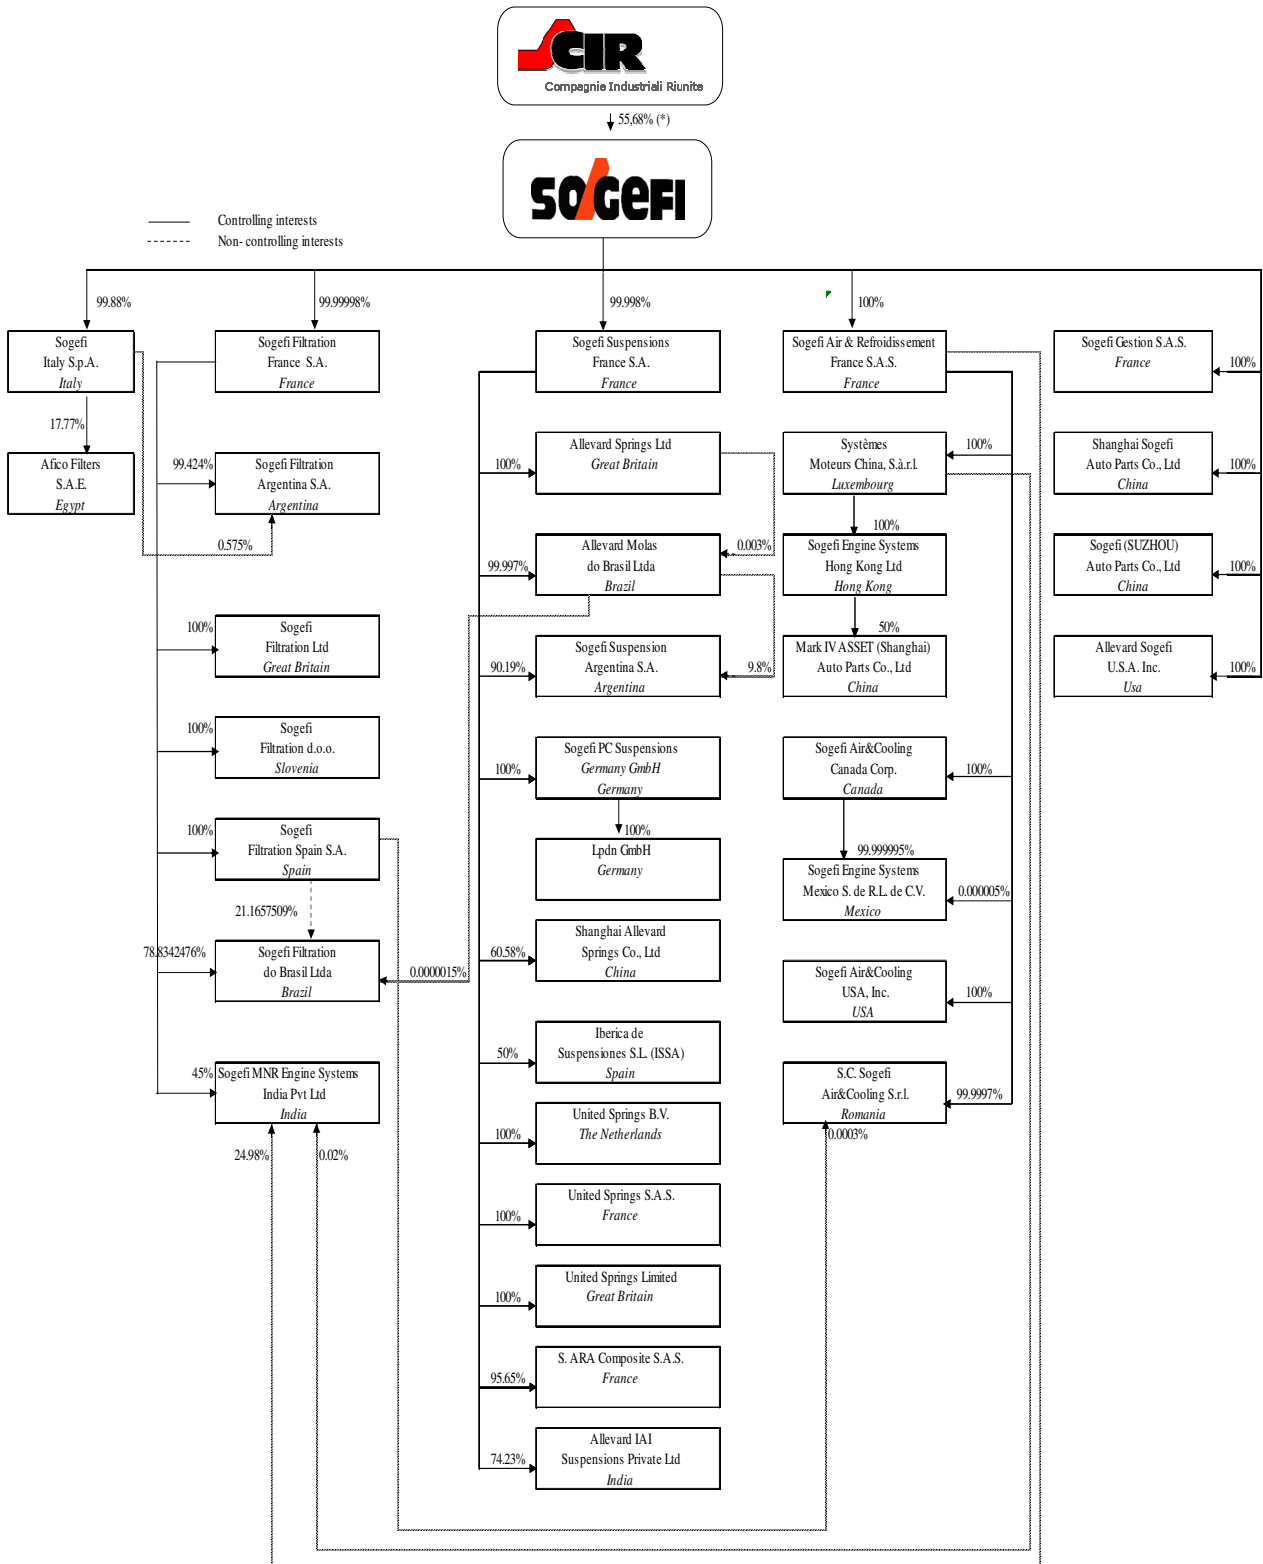 CIR
Compagnie Industriali Riunite
55,68% (*)
SOGEFI
Controlling interests
Non- controlling interests
99.88%
99.99998%
99.998%
100%
Sogefi
Italy S.p.A.
Italy
Sogefi Filtration
France S.A.
France
Sogefi Suspensions
France S.A.
France
Sogefi Air & Refroidissement
France S.A.S.
France
Sogefi Gestion S.A.S.
France
100%
17.77%
Afico Filters
S.A.E.
Egypt
99.424%
Sogefi Filtration
Argentina S.A.
Argentina
0.575%
100%
Allevard Springs Ltd
Great Britain
Systèmes
Moteurs China, S.à.r.l.
Luxembourg
100%
Shanghai Sogefi
Auto Parts Co., Ltd
China
100%
100%
99.997%
Allevard Molas
do Brasil Ltda
Brazil
0.003%
Sogefi Engine Systems
Hong Kong Ltd
Hong Kong
Sogefi (SUZHOU)
Auto Parts Co., Ltd
China
100%
100%
Sogefi
Filtration Ltd
Great Britain
90.19%
Sogefi Suspension
Argentina S.A.
Argentina
9.8%
50%
Mark IV ASSET (Shanghai)
Auto Parts Co., Ltd
China
Allevard Sogefi
U.S.A. Inc.
Usa
100%
100%
Sogefi
Filtration d.o.o.
Slovenia
100%
Sogefi PC Suspensions
Germany GmbH
Germany
Sogefi Air&Cooling
Canada Corp.
Canada
100%
100%
Sogefi
Filtration Spain S.A.
Spain
100%
Lpdn GmbH
Germany
99.999995%
Sogefi Engine Systems
Mexico S. de R.L. de C.V.
Mexico
0.000005%
21.1657509%
78.8342476%
Sogefi Filtration
do Brasil Ltda
Brazil
0.0000015%
60.58%
Shanghai Allevard
Springs Co., Ltd
China
Sogefi Air&Cooling
USA, Inc.
USA
100%
45%
Sogefi MNR Engine Systems
India Pvt Ltd
India
50%
Iberica de
Suspensiones S.L. (ISSA)
Spain
S.C. Sogefi
Air&Cooling S.r.l.
Romania
99.9997%
24.98%
0.02%
100%
United Springs B.V.
The Netherlands
0.0003%
100%
United Springs S.A.S.
France
100%
United Springs Limited
Great Britain
95.65%
S. ARA Composite S.A.S.
France
74.23%
Allevard IAI
Suspensions Private Ltd
India